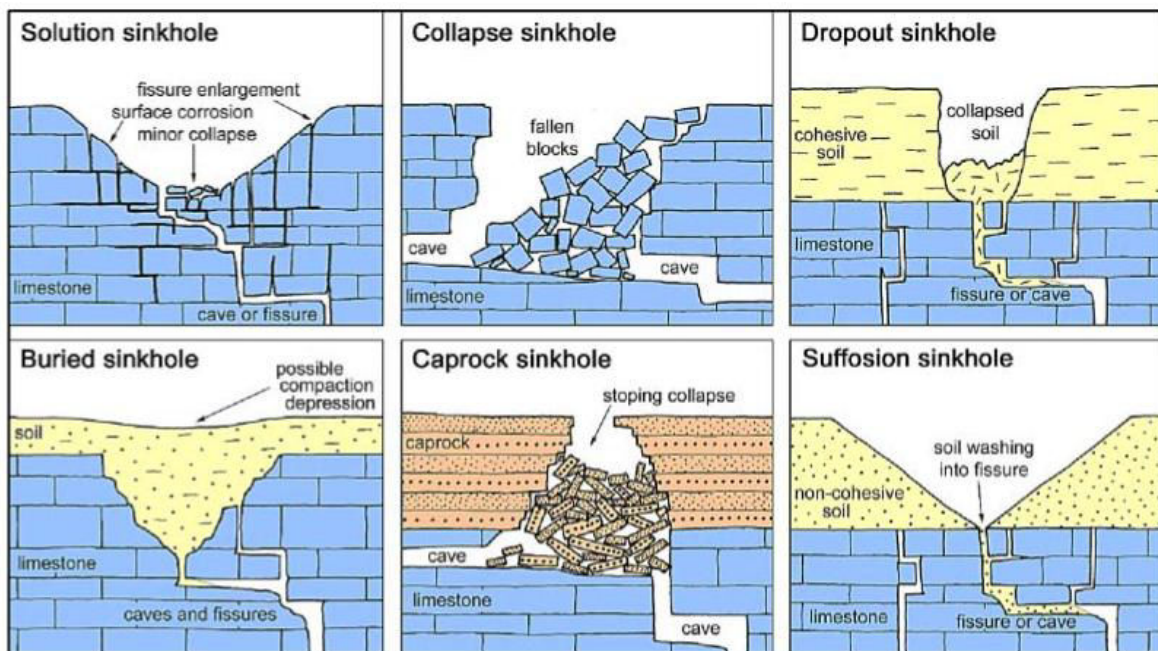 Solution sinkhole
fissure enlargement
surface corrosion
minor collapse
limestone
cave or fissure
Collapse sinkhole
fallen
blocks
cave
cave
limestone
Dropout sinkhole
collapsed
soil
cohesive
soil
limestone
fissure or cave
Buried sinkhole
possible
compaction
depression
soil
limestone
caves and fissures
Caprock sinkhole
stoping collapse
caprock
cave
limestone
cave
Suffosion sinkhole
soil washing
into fissure
non-cohesive
soil
limestone
fissure or cave